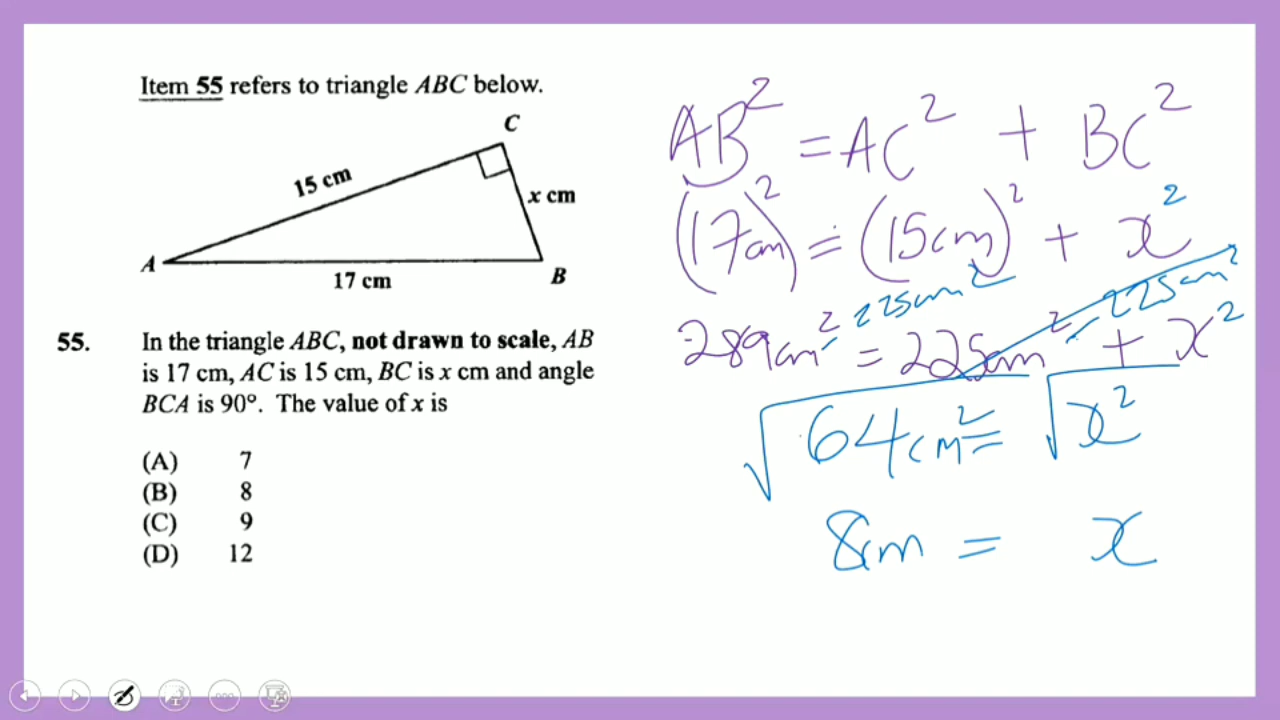 Item 55 refers to triangle ABC below.
C
15 cm
x cm
A
17 cm
B
55. In the triangle ABC, not drawn to scale, AB
is 17 cm, AC is 15 cm, BC is x cm and angle
BCA is 90°. The value of x is
(A) 7
(B) 8
(C) 9
(D) 12
AB² = AC² + BC²
(17cm)² = (15cm)² + x²
- 225cm² - 225cm²
289cm² = 225cm² + x²
√64cm² = √x²
8cm = x